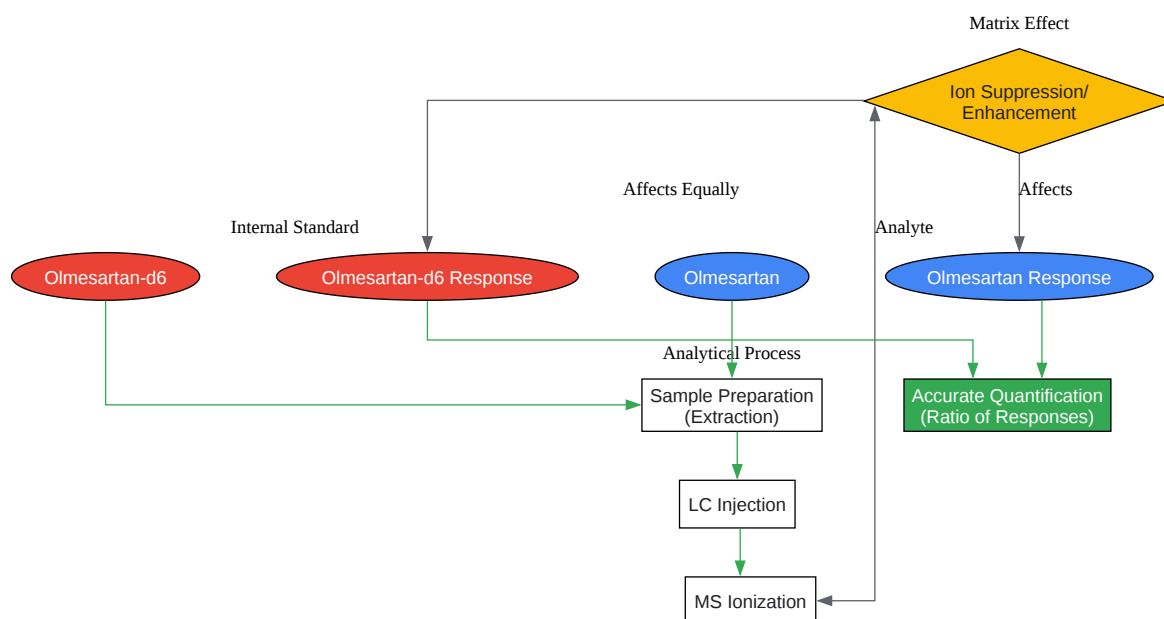 Matrix Effect
Ion Suppression/
Enhancement
Affects Equally
Affects
Internal Standard
Analyte
Olmesartan-d6
Olmesartan-d6 Response
Olmesartan
Olmesartan Response
Analytical Process
Sample Preparation
(Extraction)
Accurate Quantification
(Ratio of Responses)
LC Injection
MS Ionization